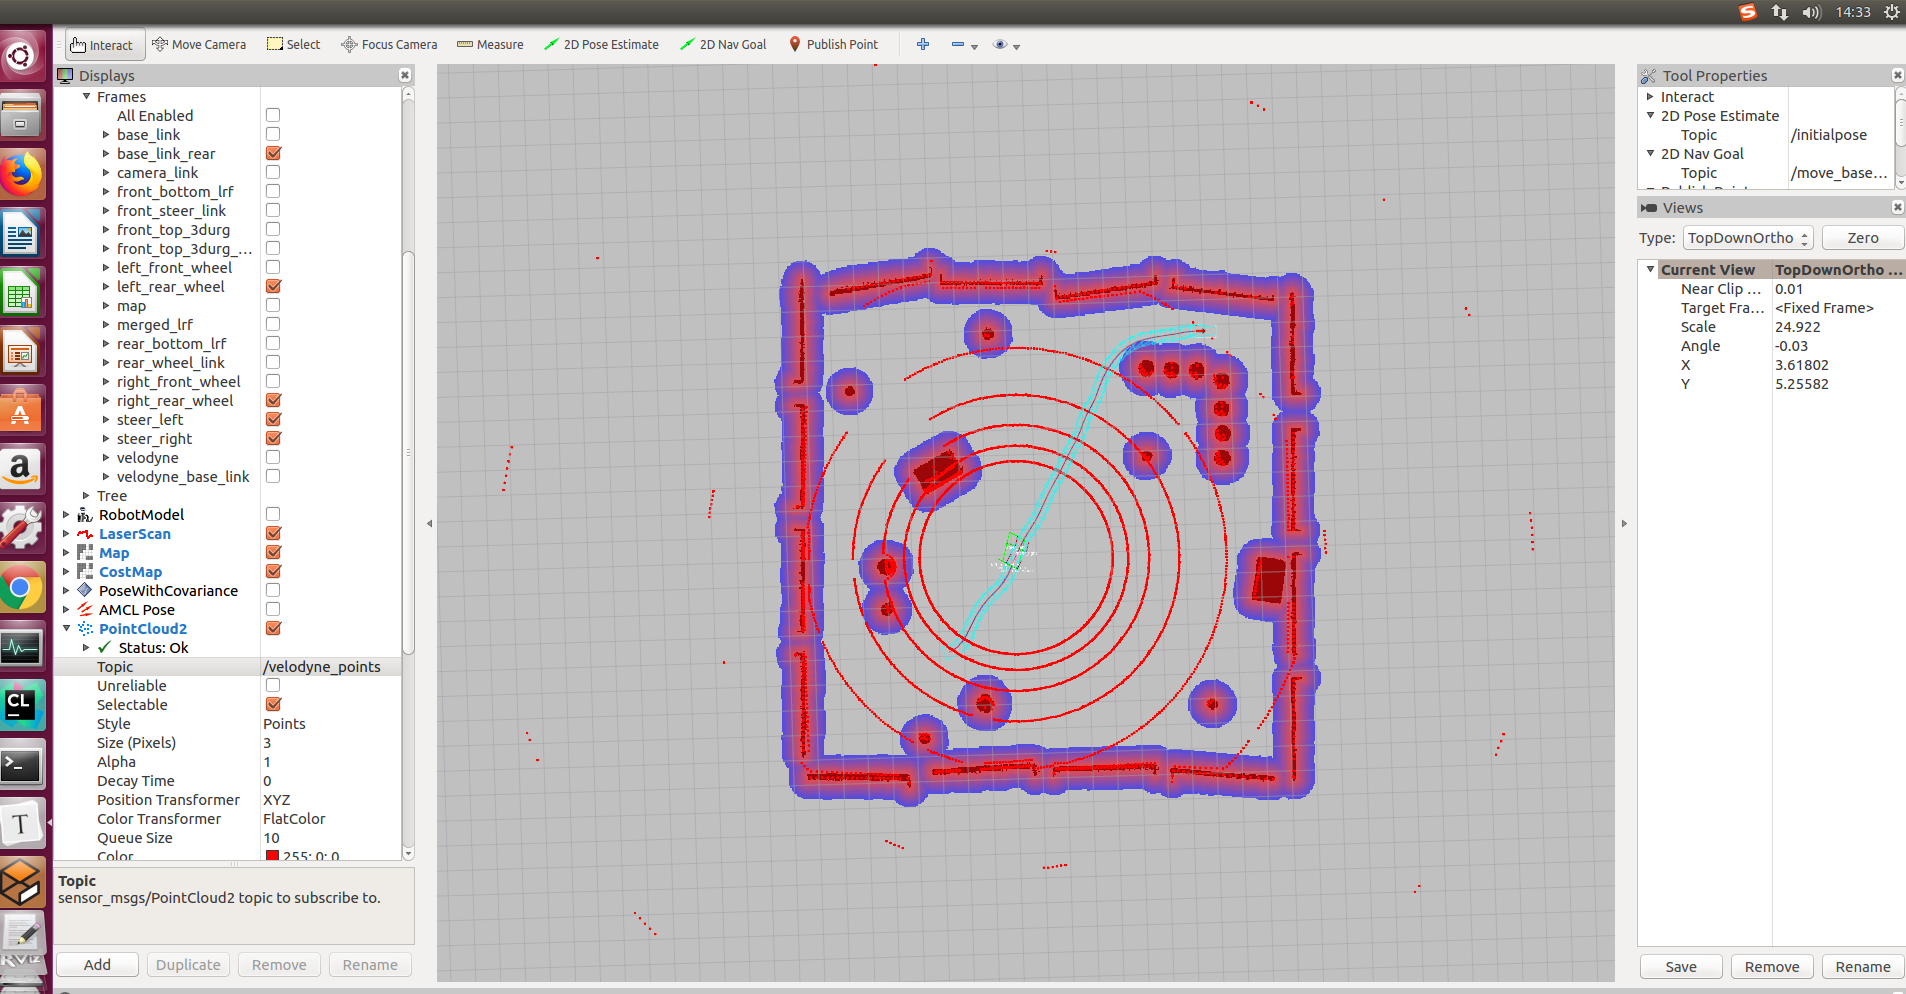 14:33
Interact
Move Camera
Select
Focus Camera
Measure
2D Pose Estimate
2D Nav Goal
Publish Point
Displays
Frames
All Enabled
base_link
base_link_rear
camera_link
front_bottom_lrf
front_steer_link
front_top_3durg
front_top_3durg_...
left_front_wheel
left_rear_wheel
map
merged_lrf
rear_bottom_lrf
rear_wheel_link
right_front_wheel
right_rear_wheel
steer_left
steer_right
velodyne
velodyne_base_link
Tree
RobotModel
LaserScan
Map
CostMap
PoseWithCovariance
AMCL Pose
PointCloud2
Status: Ok
Topic /velodyne_points
Unreliable
Selectable
Style Points
Size (Pixels) 3
Alpha 1
Decay Time 0
Position Transformer XYZ
Color Transformer FlatColor
Queue Size 10
Color 255; 0; 0
Topic
sensor_msgs/PointCloud2 topic to subscribe to.
Add
Duplicate
Remove
Rename
Tool Properties
Interact
2D Pose Estimate
Topic /initialpose
2D Nav Goal
Topic /move_base...
Views
Type: TopDownOrtho Zero
Current View TopDownOrtho ...
Near Clip ... 0.01
Target Fra... <Fixed Frame>
Scale 24.922
Angle -0.03
X 3.61802
Y 5.25582
Save
Remove
Rename
CL
T
RViz